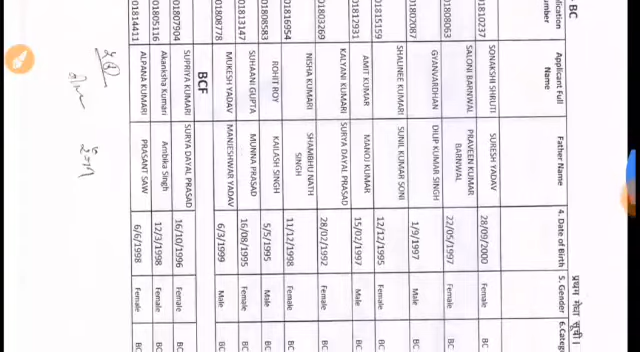 - BC
प्रथम मेधा सूची।
Applicant Full Name Father Name 4. Date of Birth 5. Gender
01810237 SONAKSHI SHRUTI SURESH YADAV 28/09/2000 Female BC
01808063 SALONI BARNWAL PRAVEEN KUMAR BARNWAL 22/05/1997 Female BC
01802087 GYANVARDHAN DILIP KUMAR SINGH 1/9/1997 Male BC
01815159 SHAUNEE KUMARI SUNIL KUMAR SONI 12/12/1995 Female BC
01812931 AMIT KUMAR MANOJ KUMAR 15/02/1997 Male BC
01803269 KALYANI KUMARI SURYA DAYAL PRASAD 28/02/1992 Female BC
01816954 NISHA KUMARI SHAMBHU NATH SINGH 11/12/1998 Female BC
01808583 ROHIT ROY KAILASH SINGH 5/5/1995 Male BC
01813147 SUHAANI GUPTA MUNNA PRASAD 16/08/1995 Female BC
01808778 MUKESH YADAV MANJESHWAR YADAV 6/3/1999 Male BC
BCF
01807904 SUPRIYA KUMARI SURYA DAYAL PRASAD 16/10/1996 Female BC
01805116 Akanksha Kumari Ambika Singh 12/3/1998 Female BC
01814411 ALPANA KUMARI PRASANT SAW 6/6/1998 Female BC